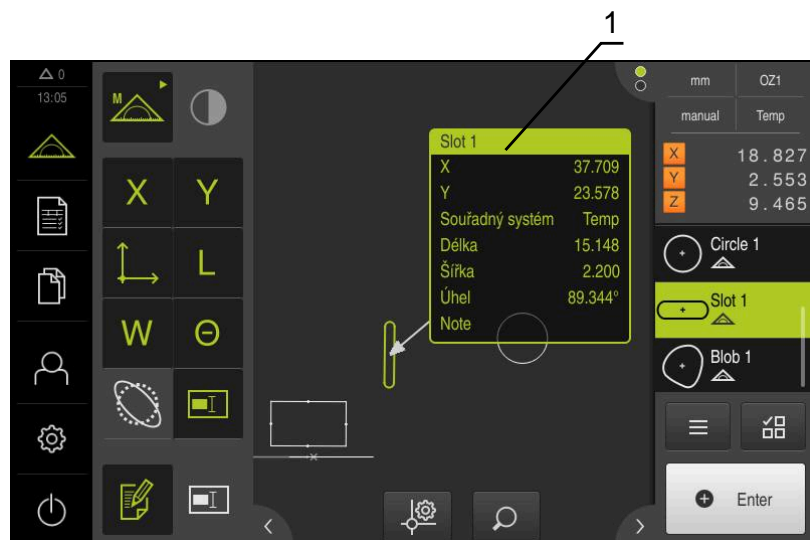 1
0
13:05
M
X Y
L
W Θ
Slot 1
X 37.709
Y 23.578
Souřadný systém Temp
Délka 15.148
Šířka 2.200
Úhel 89.344°
Note
mm OZ1
manual Temp
X 18.827
Y 2.553
Z 9.465
Circle 1
Slot 1
Blob 1
Enter